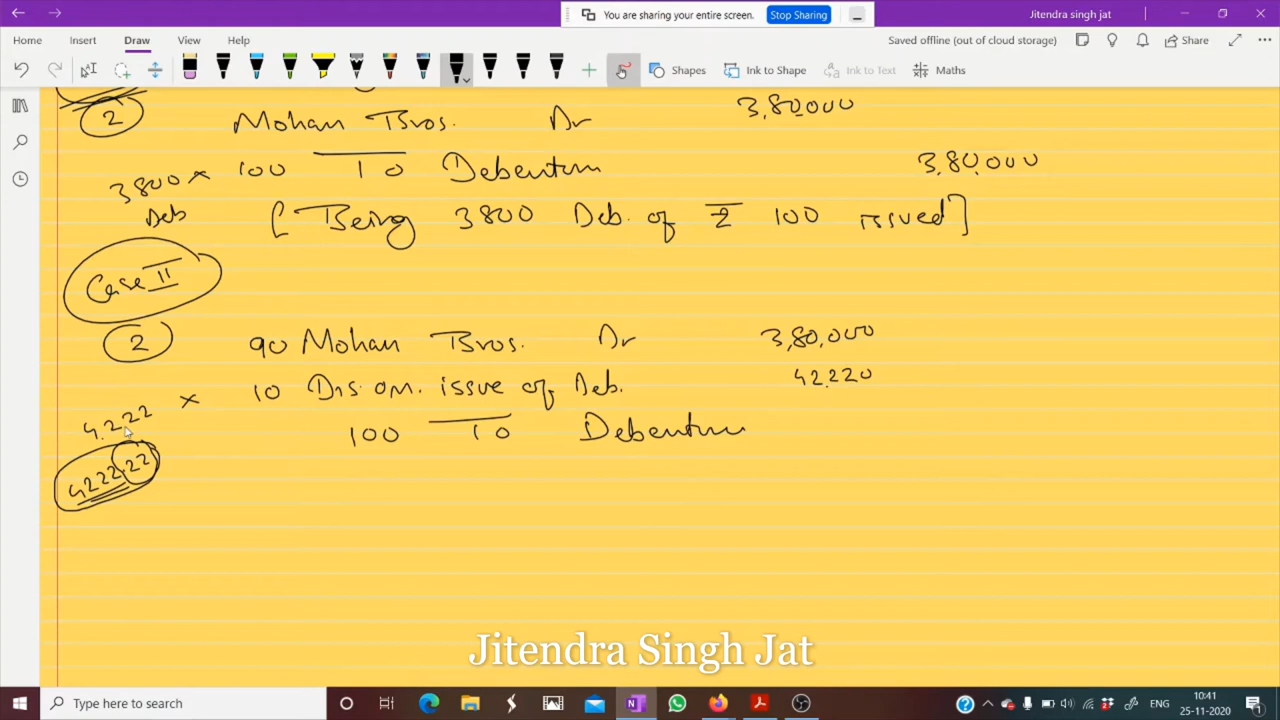 You are sharing your entire screen. Stop Sharing Jitendra singh jat
Home Insert Draw View Help Saved offline (out of cloud storage) Share
Shapes Ink to Shape Ink to Text Maths
2 Mohan Bros. Dr 3,80,000
3800 × 100 To Debenture 3,80,000
Deb
[Being 3800 Deb. of ₹ 100 issued]
Case II
2 90 Mohan Bros. Dr 3,80,000
10 Dis on. issue of Deb. 42,220
4,222 × 100 To Debenture
4222.22
Jitendra Singh Jat
Type here to search
ENG 10:41
25-11-2020